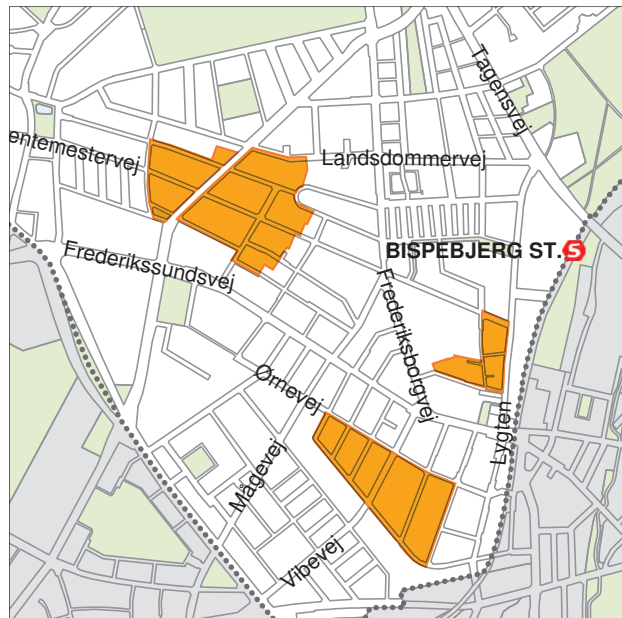 Tagensvej
entemestervej
Landsdommervej
BISPEBJERG ST. S
Frederikssundsvej
Frederiksborgvej
Ørnevej
Lygten
Mågevej
Vibevej